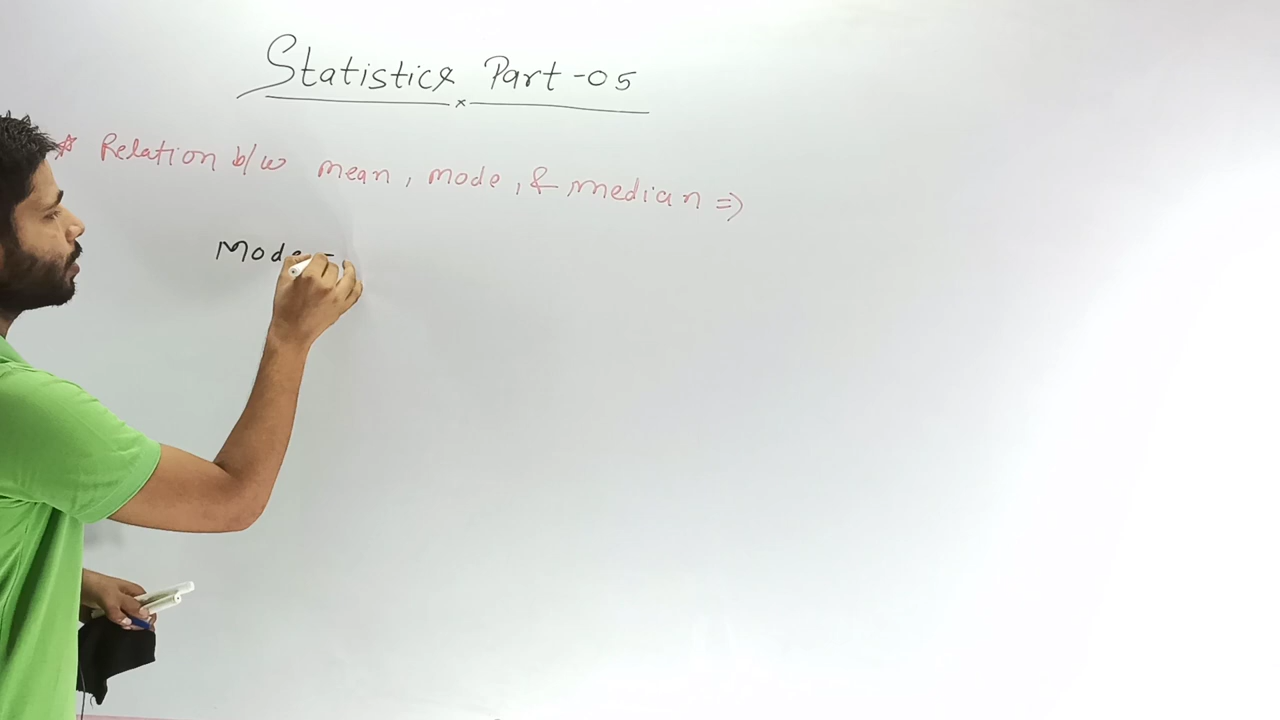 Statistics Part-05
* Relation b/w mean, mode, & median =>
Mode =